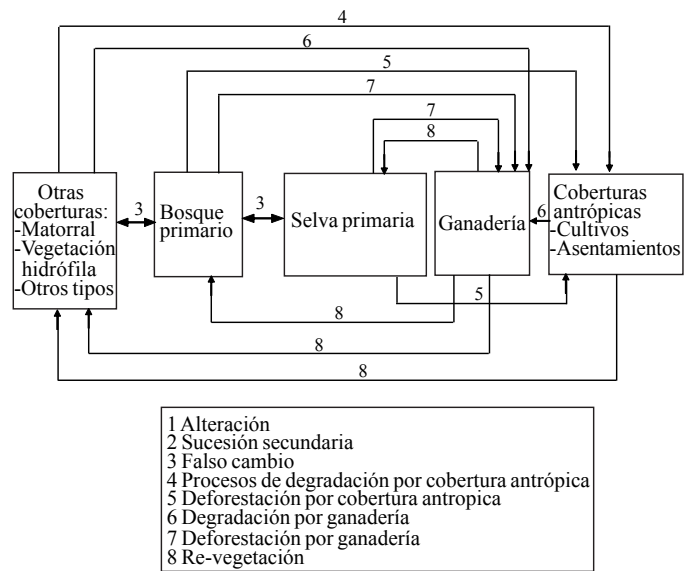 4
6
5
7
7
8
Otras
coberturas:
-Matorral
-Vegetación
hidrófila
-Otros tipos
3
Bosque
primario
3
Selva primaria
Ganadería
6
Coberturas
antrópicas
-Cultivos
-Asentamientos
5
8
8
8
1 Alteración
2 Sucesión secundaria
3 Falso cambio
4 Procesos de degradación por cobertura antrópica
5 Deforestación por cobertura antropica
6 Degradación por ganadería
7 Deforestación por ganadería
8 Re-vegetación